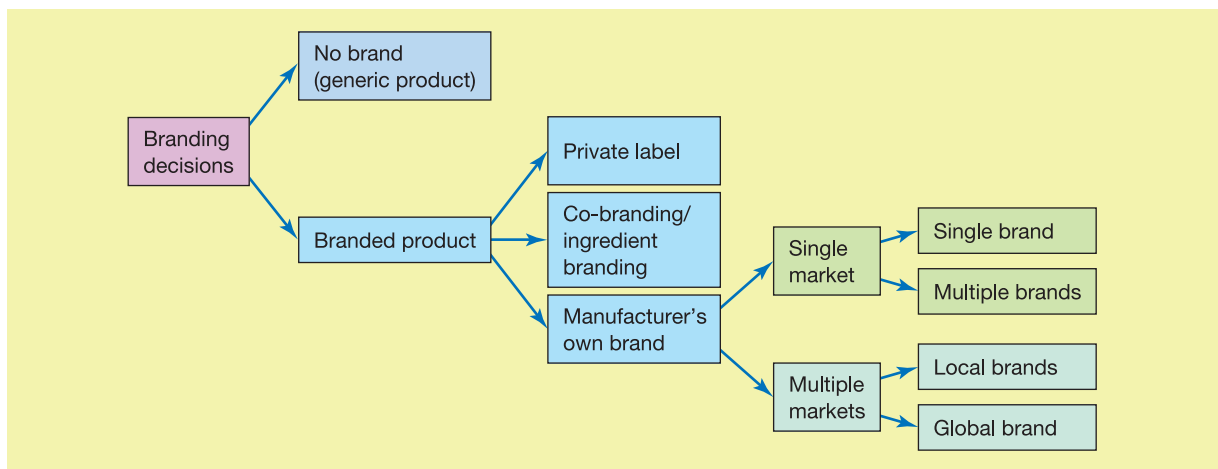 No brand
(generic product)
Branding
decisions
Private label
Branded product
Co-branding/
ingredient
branding
Manufacturer’s
own brand
Single
market
Single brand
Multiple brands
Multiple
markets
Local brands
Global brand